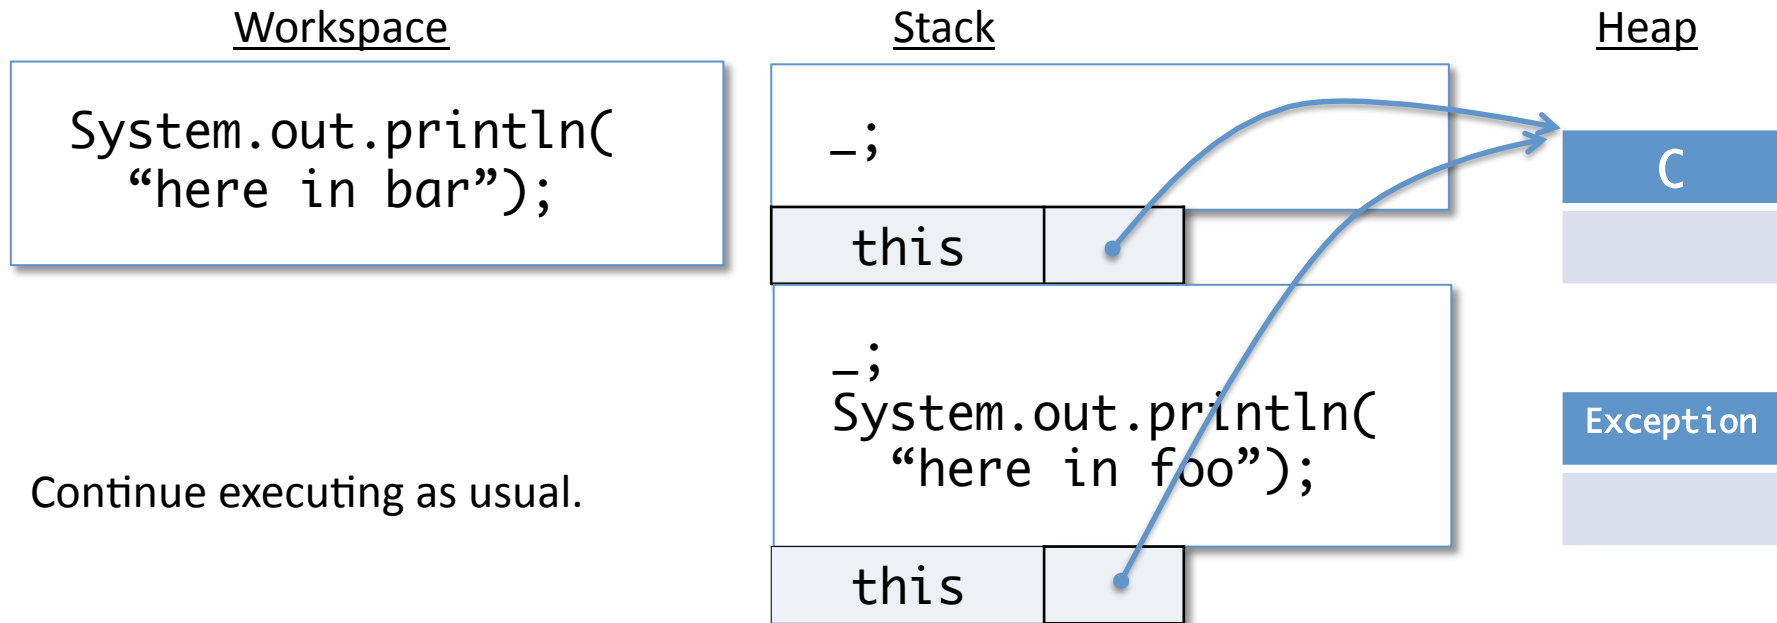 Workspace
Stack
Heap
System.out.println(
“here in bar”);
_;
this
C
_;
System.out.println(
“here in foo”);
this
Exception
Continue executing as usual.